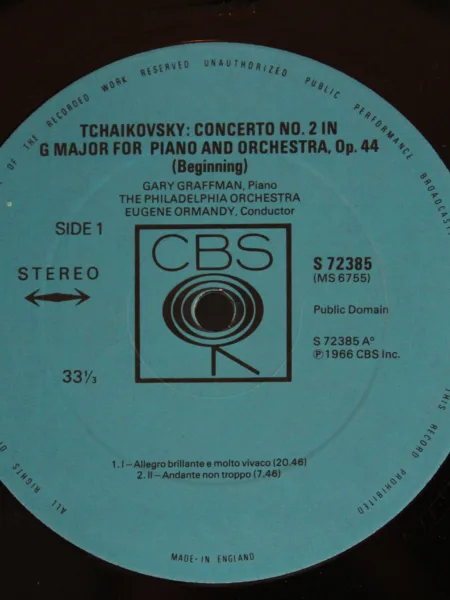 OF THE RECORDED WORK RESERVED UNAUTHORIZED PUBLIC PERFORMANCE BROADCAST
TCHAIKOVSKY: CONCERTO NO. 2 IN
G MAJOR FOR PIANO AND ORCHESTRA, Op. 44
(Beginning)
GARY GRAFFMAN, Piano
THE PHILADELPHIA ORCHESTRA
EUGENE ORMANDY, Conductor
SIDE 1
CBS
STEREO
S 72385
(MS 6755)
Public Domain
S 72385 A°
℗ 1966 CBS Inc.
33⅓
1. I—Allegro brillante e molto vivaco (20.46)
2. II—Andante non troppo (7.46)
THIS RECORD PROHIBITED
ALL RIGHTS OF
MADE-IN ENGLAND